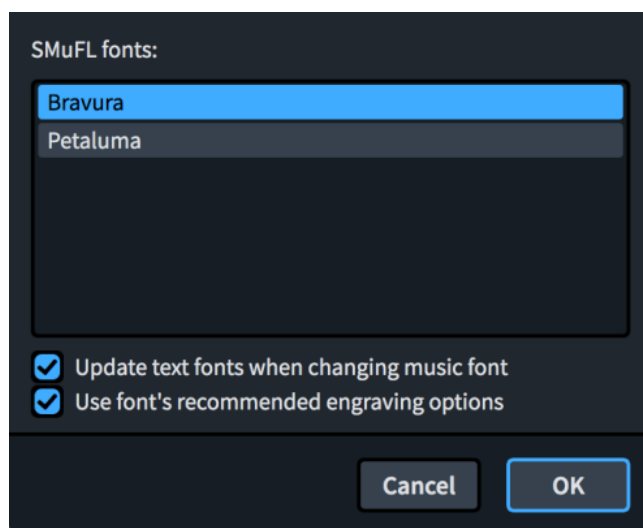 SMuFL fonts:
Bravura
Petaluma
Update text fonts when changing music font
Use font's recommended engraving options
Cancel OK